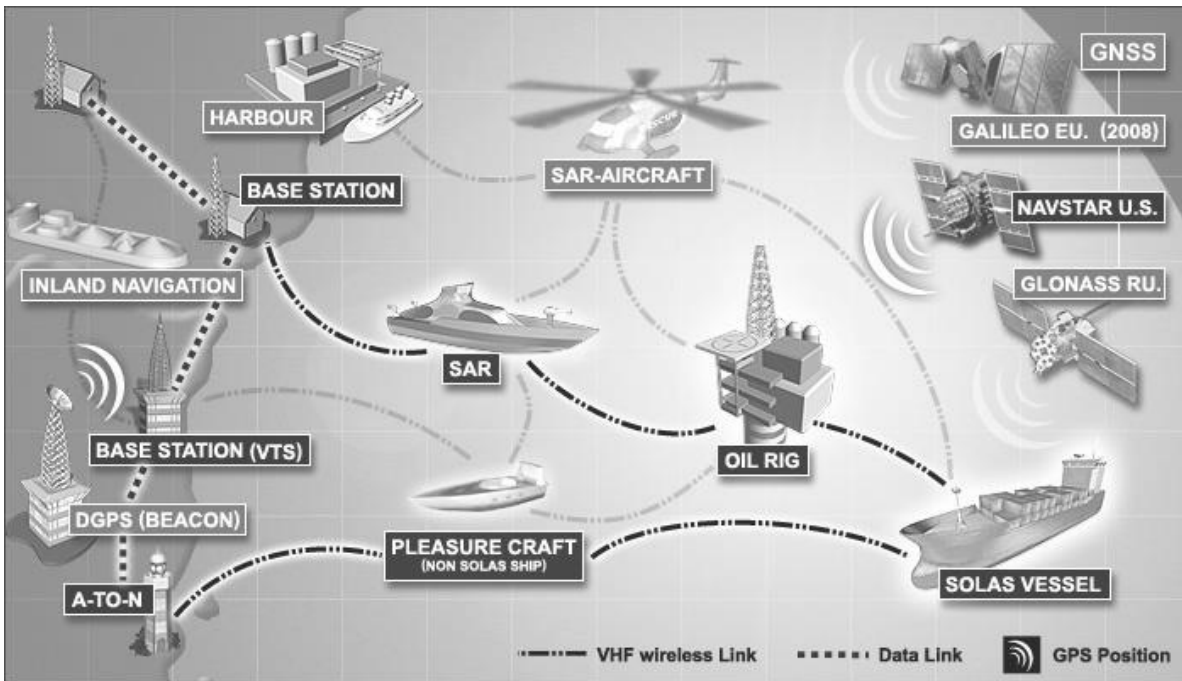 GNSS
HARBOUR
GALILEO EU. (2008)
SAR-AIRCRAFT
BASE STATION
NAVSTAR U.S.
INLAND NAVIGATION
GLONASS RU.
SAR
BASE STATION (VTS)
OIL RIG
DGPS (BEACON)
PLEASURE CRAFT
(NON SOLAS SHIP)
SOLAS VESSEL
A-TO-N
VHF wireless Link
Data Link
GPS Position